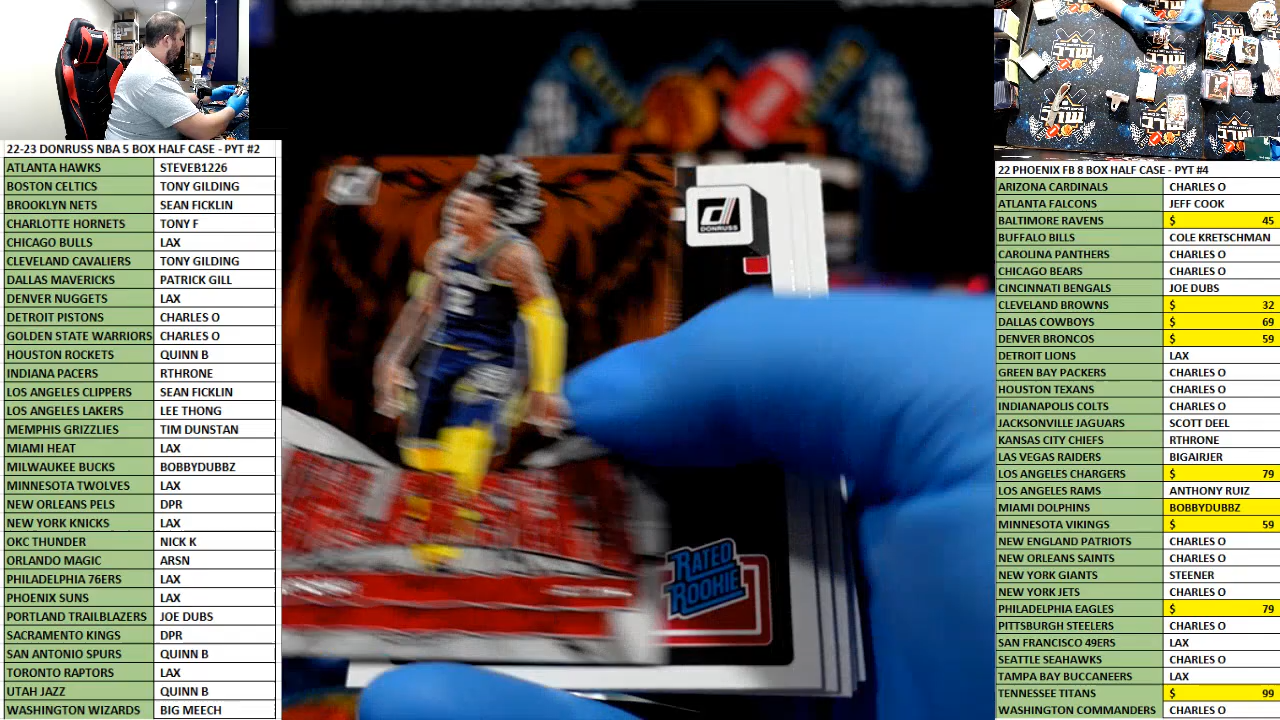 22-23 DONRUSS NBA 5 BOX HALF CASE - PYT #2
ATLANTA HAWKS STEVEB1226
BOSTON CELTICS TONY GILDING
BROOKLYN NETS SEAN FICKLIN
CHARLOTTE HORNETS TONY F
CHICAGO BULLS LAX
CLEVELAND CAVALIERS TONY GILDING
DALLAS MAVERICKS PATRICK GILL
DENVER NUGGETS LAX
DETROIT PISTONS CHARLES O
GOLDEN STATE WARRIORS CHARLES O
HOUSTON ROCKETS QUINN B
INDIANA PACERS RTHRONE
LOS ANGELES CLIPPERS SEAN FICKLIN
LOS ANGELES LAKERS LEE THONG
MEMPHIS GRIZZLIES TIM DUNSTAN
MIAMI HEAT LAX
MILWAUKEE BUCKS BOBBYDUBBZ
MINNESOTA TWOLVES LAX
NEW ORLEANS PELS DPR
NEW YORK KNICKS LAX
OKC THUNDER NICK K
ORLANDO MAGIC ARSN
PHILADELPHIA 76ERS LAX
PHOENIX SUNS LAX
PORTLAND TRAILBLAZERS JOE DUBS
SACRAMENTO KINGS DPR
SAN ANTONIO SPURS QUINN B
TORONTO RAPTORS LAX
UTAH JAZZ QUINN B
WASHINGTON WIZARDS BIG MEECH
d
DONRUSS
2
RATED
ROOKIE
22 PHOENIX FB 8 BOX HALF CASE - PYT #4
ARIZONA CARDINALS CHARLES O
ATLANTA FALCONS JEFF COOK
BALTIMORE RAVENS $ 45
BUFFALO BILLS COLE KRETSCHMAN
CAROLINA PANTHERS CHARLES O
CHICAGO BEARS CHARLES O
CINCINNATI BENGALS JOE DUBS
CLEVELAND BROWNS $ 32
DALLAS COWBOYS $ 69
DENVER BRONCOS $ 59
DETROIT LIONS LAX
GREEN BAY PACKERS CHARLES O
HOUSTON TEXANS CHARLES O
INDIANAPOLIS COLTS CHARLES O
JACKSONVILLE JAGUARS SCOTT DEEL
KANSAS CITY CHIEFS RTHRONE
LAS VEGAS RAIDERS BIGAIRJER
LOS ANGELES CHARGERS $ 79
LOS ANGELES RAMS ANTHONY RUIZ
MIAMI DOLPHINS BOBBYDUBBZ
MINNESOTA VIKINGS $ 59
NEW ENGLAND PATRIOTS CHARLES O
NEW ORLEANS SAINTS CHARLES O
NEW YORK GIANTS STEENER
NEW YORK JETS CHARLES O
PHILADELPHIA EAGLES $ 79
PITTSBURGH STEELERS CHARLES O
SAN FRANCISCO 49ERS LAX
SEATTLE SEAHAWKS CHARLES O
TAMPA BAY BUCCANEERS LAX
TENNESSEE TITANS $ 99
WASHINGTON COMMANDERS CHARLES O